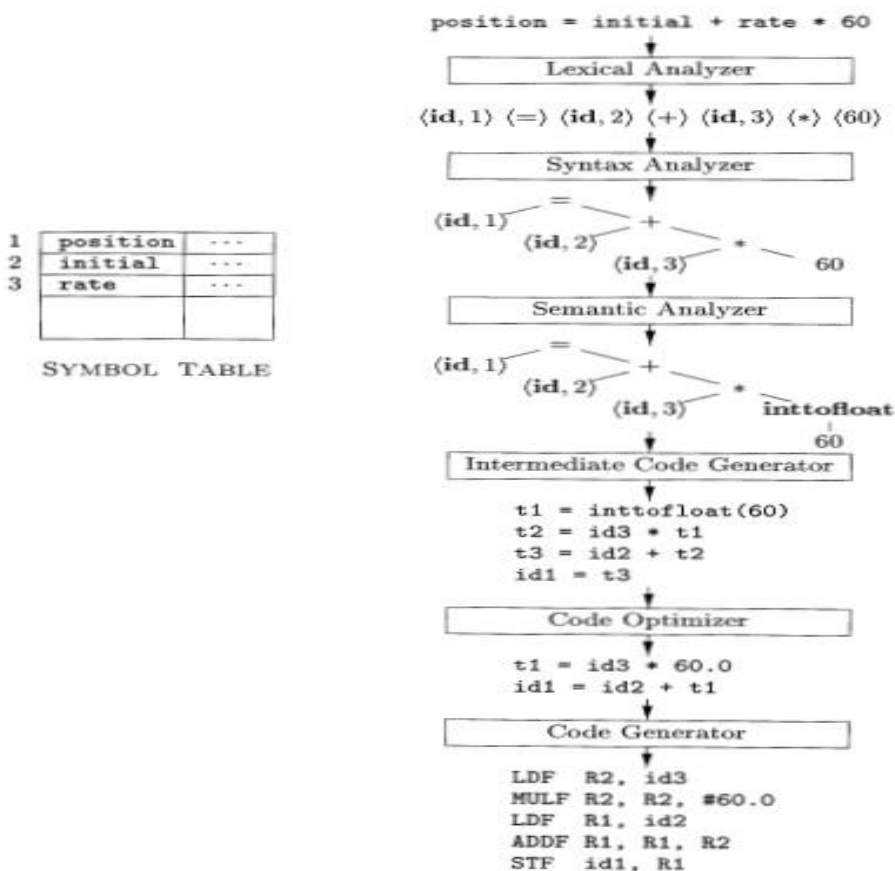 position = initial + rate * 60
Lexical Analyzer
⟨id, 1⟩ ⟨=⟩ ⟨id, 2⟩ ⟨+⟩ ⟨id, 3⟩ ⟨*⟩ ⟨60⟩
Syntax Analyzer
=
⟨id, 1⟩ +
⟨id, 2⟩ *
⟨id, 3⟩ 60
1 position ...
2 initial ...
3 rate ...
SYMBOL TABLE
Semantic Analyzer
=
⟨id, 1⟩ +
⟨id, 2⟩ *
⟨id, 3⟩ inttofloat
60
Intermediate Code Generator
t1 = inttofloat(60)
t2 = id3 * t1
t3 = id2 + t2
id1 = t3
Code Optimizer
t1 = id3 * 60.0
id1 = id2 + t1
Code Generator
LDF R2, id3
MULF R2, R2, #60.0
LDF R1, id2
ADDF R1, R1, R2
STF id1, R1